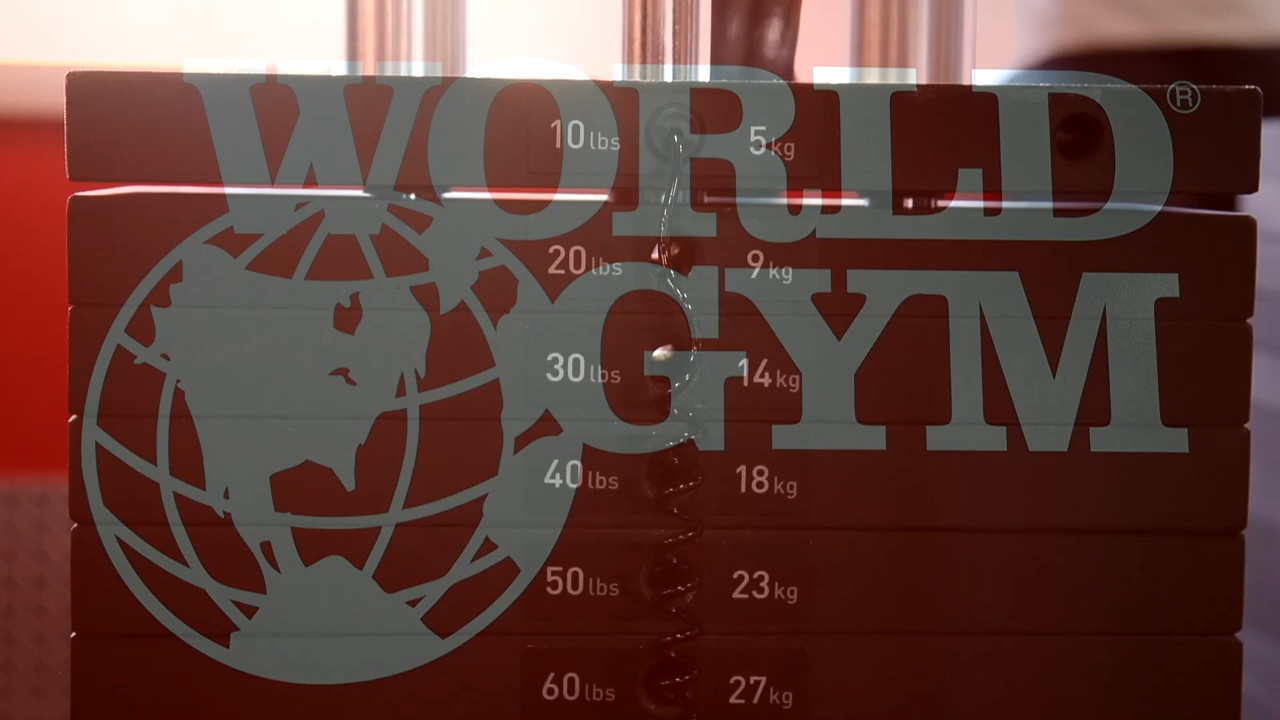 WORLD
GYM
®
10 lbs 5 kg
20 lbs 9 kg
30 lbs 14 kg
40 lbs 18 kg
50 lbs 23 kg
60 lbs 27 kg